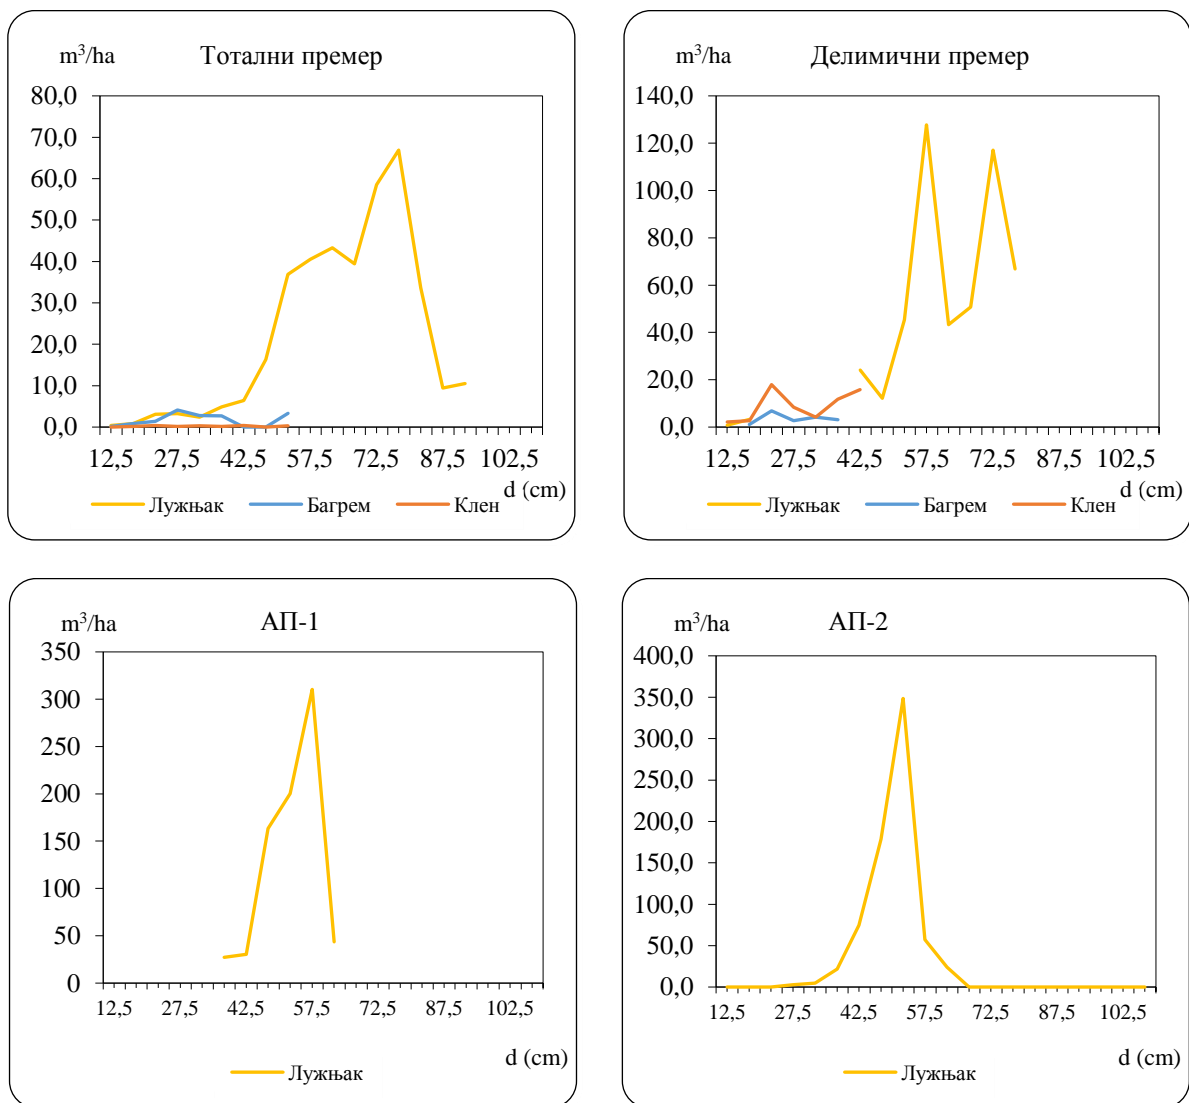 m³/ha Тотални премер
80,0
70,0
60,0
50,0
40,0
30,0
20,0
10,0
0,0
12,5 27,5 42,5 57,5 72,5 87,5 102,5
d (cm)
Лужњак Багрем Клен
m³/ha Делимични премер
140,0
120,0
100,0
80,0
60,0
40,0
20,0
0,0
12,5 27,5 42,5 57,5 72,5 87,5 102,5
d (cm)
Лужњак Багрем Клен
m³/ha АП-1
350
300
250
200
150
100
50
0
12,5 27,5 42,5 57,5 72,5 87,5 102,5
d (cm)
Лужњак
m³/ha АП-2
400,0
350,0
300,0
250,0
200,0
150,0
100,0
50,0
0,0
12,5 27,5 42,5 57,5 72,5 87,5 102,5
d (cm)
Лужњак